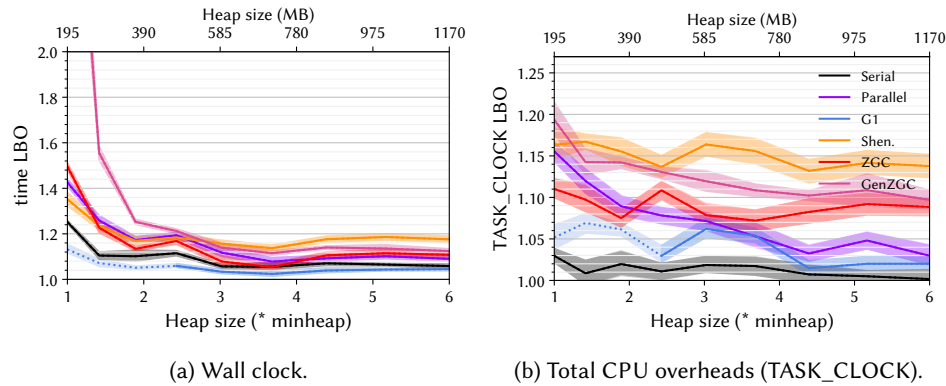 Heap size (MB)
195 390 585 780 975 1170
2.0
1.8
1.6
1.4
1.2
1.0
time LBO
1 2 3 4 5 6
Heap size (* minheap)
(a) Wall clock.
Heap size (MB)
195 390 585 780 975 1170
1.25
1.20
1.15
1.10
1.05
1.00
TASK_CLOCK LBO
Serial
Parallel
G1
Shen.
ZGC
GenZGC
1 2 3 4 5 6
Heap size (* minheap)
(b) Total CPU overheads (TASK_CLOCK).